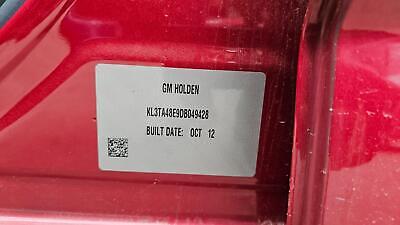 GM HOLDEN
KL3TA48E9DB049428
BUILT DATE: OCT 12